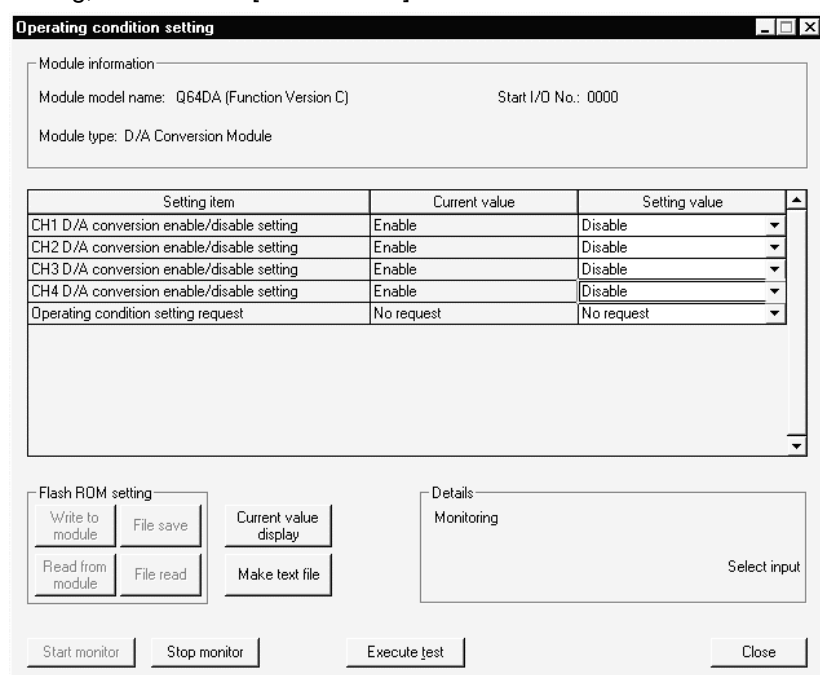 Operating condition setting
Module information
Module model name: Q64DA (Function Version C) Start I/O No.: 0000
Module type: D/A Conversion Module
Setting item Current value Setting value
CH1 D/A conversion enable/disable setting Enable Disable
CH2 D/A conversion enable/disable setting Enable Disable
CH3 D/A conversion enable/disable setting Enable Disable
CH4 D/A conversion enable/disable setting Enable Disable
Operating condition setting request No request No request
Flash ROM setting
Write to module
File save
Current value display
Read from module
File read
Make text file
Details
Monitoring
Select input
Start monitor
Stop monitor
Execute test
Close